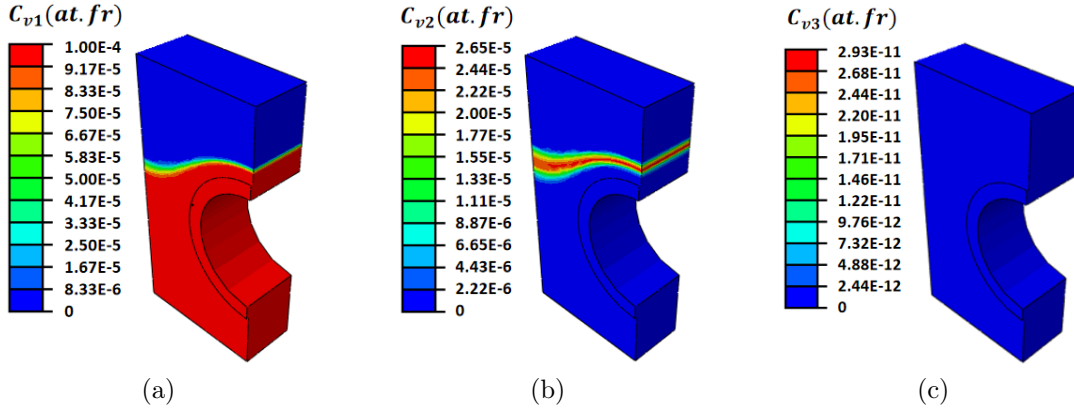 C_{v1}(at.fr)
1.00E-4
9.17E-5
8.33E-5
7.50E-5
6.67E-5
5.83E-5
5.00E-5
4.17E-5
3.33E-5
2.50E-5
1.67E-5
8.33E-6
0
(a)
C_{v2}(at.fr)
2.65E-5
2.44E-5
2.22E-5
2.00E-5
1.77E-5
1.55E-5
1.33E-5
1.11E-5
8.87E-6
6.65E-6
4.43E-6
2.22E-6
0
(b)
C_{v3}(at.fr)
2.93E-11
2.68E-11
2.44E-11
2.20E-11
1.95E-11
1.71E-11
1.46E-11
1.22E-11
9.76E-12
7.32E-12
4.88E-12
2.44E-12
0
(c)